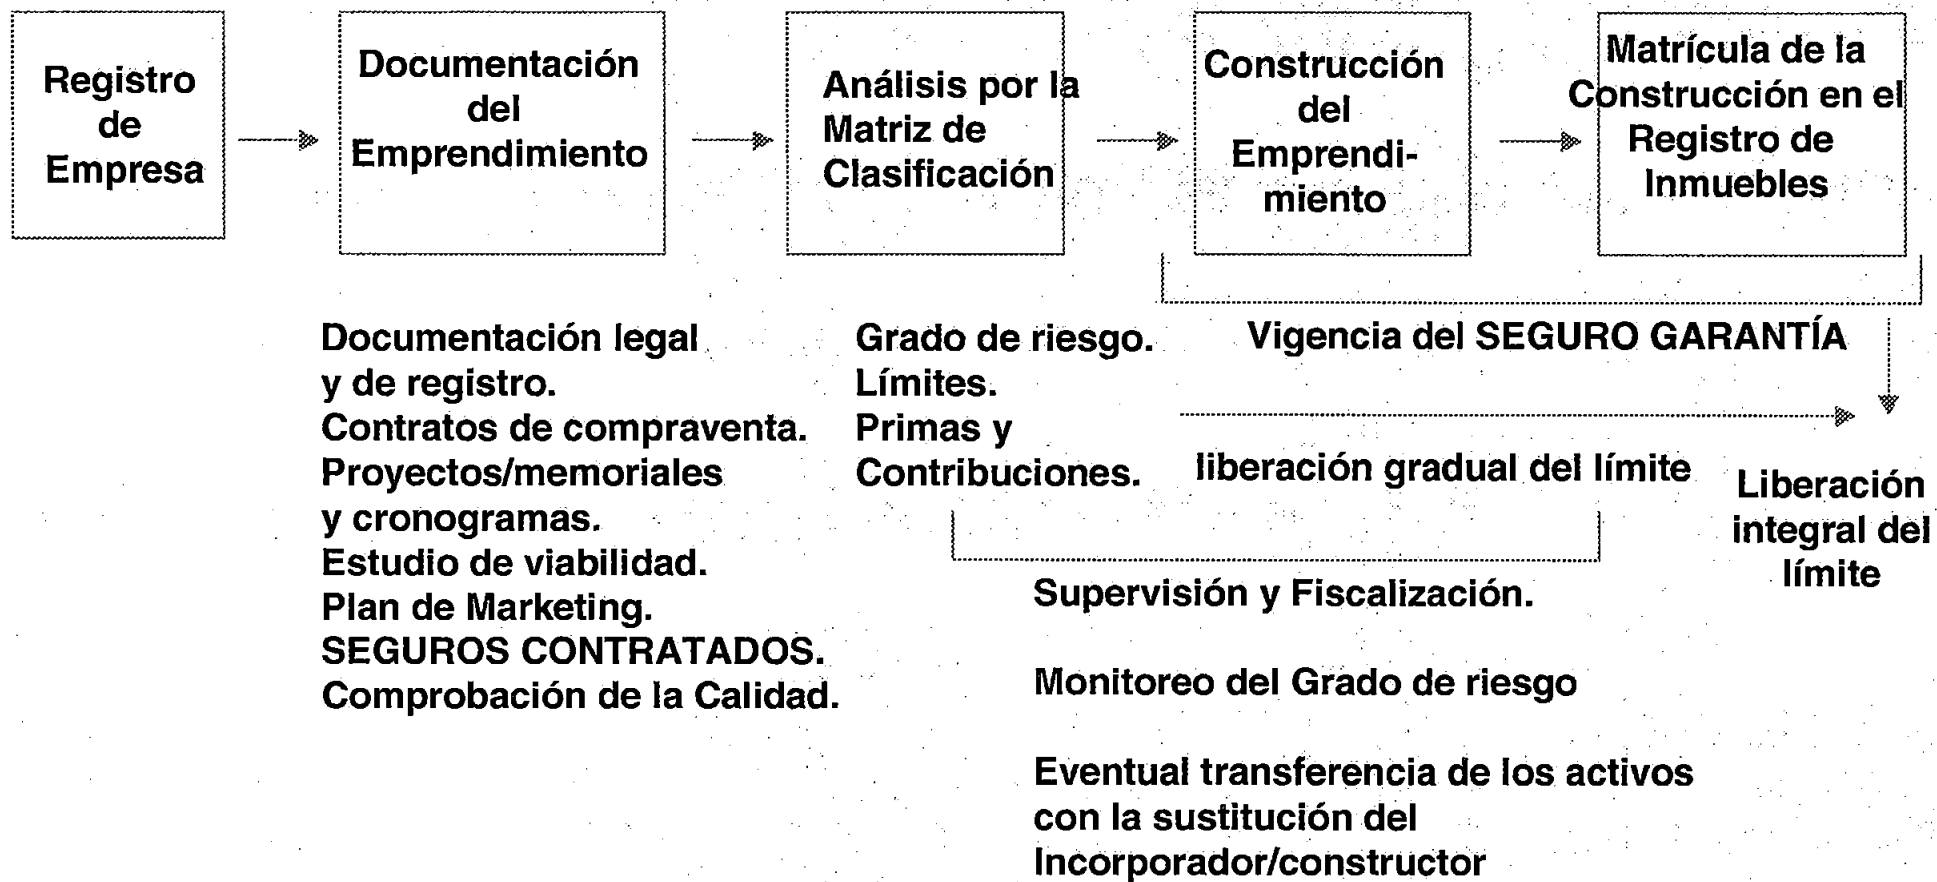 Registro
de
Empresa
Documentación
del
Emprendimiento
Análisis por la
Matriz de
Clasificación
Construcción
del
Emprendi-
miento
Matrícula de la
Construcción en el
Registro de
Inmuebles
Documentación legal
y de registro.
Contratos de compraventa.
Proyectos/memoriales
y cronogramas.
Estudio de viabilidad.
Plan de Marketing.
SEGUROS CONTRATADOS.
Comprobación de la Calidad.
Grado de riesgo.
Límites.
Primas y
Contribuciones.
Vigencia del SEGURO GARANTÍA
liberación gradual del límite
Liberación
integral del
límite
Supervisión y Fiscalización.
Monitoreo del Grado de riesgo
Eventual transferencia de los activos
con la sustitución del
Incorporador/constructor